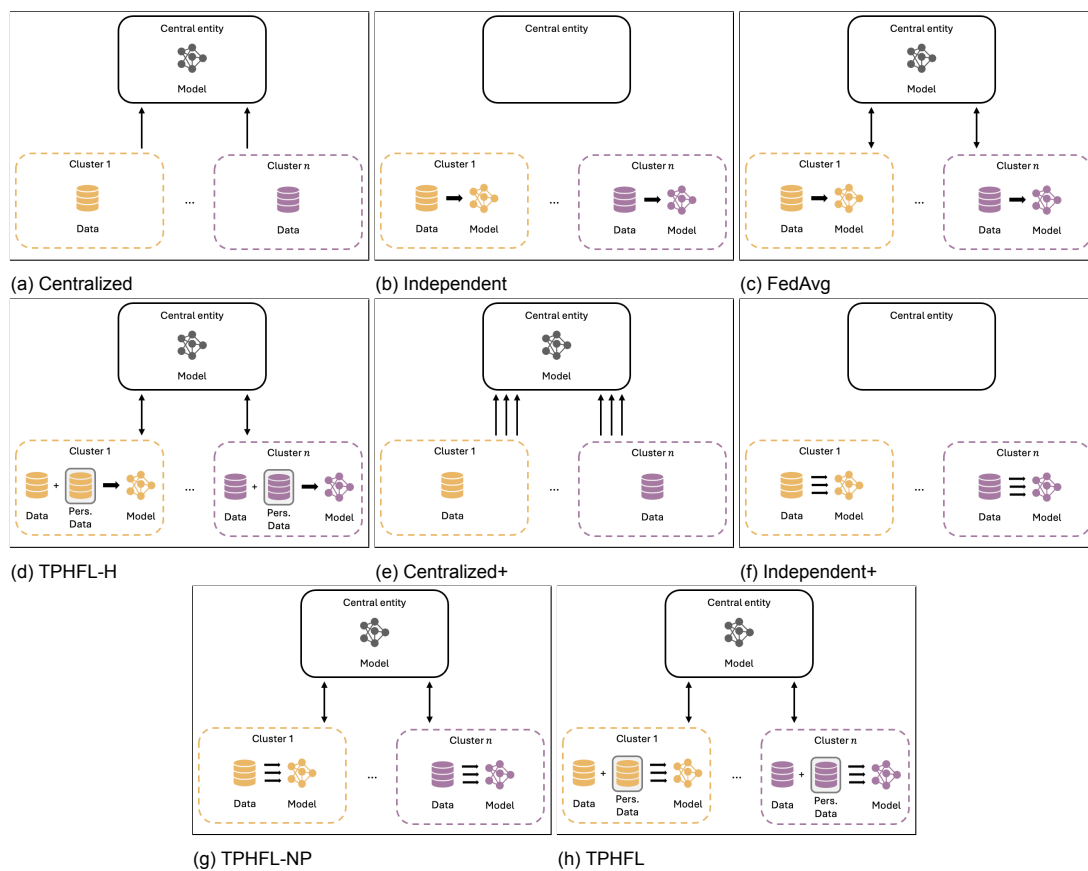 Central entity
Model
Cluster 1
Data
...
Cluster n
Data
(a) Centralized
Central entity
Cluster 1
Data Model
...
Cluster n
Data Model
(b) Independent
Central entity
Model
Cluster 1
Data Model
...
Cluster n
Data Model
(c) FedAvg
Central entity
Model
Cluster 1
+
Data Pers. Data Model
...
Cluster n
+
Data Pers. Data Model
(d) TPHFL-H
Central entity
Model
Cluster 1
Data
...
Cluster n
Data
(e) Centralized+
Central entity
Cluster 1
Data Model
...
Cluster n
Data Model
(f) Independent+
Central entity
Model
Cluster 1
Data Model
...
Cluster n
Data Model
(g) TPHFL-NP
Central entity
Model
Cluster 1
+
Data Pers. Data Model
...
Cluster n
+
Data Pers. Data Model
(h) TPHFL